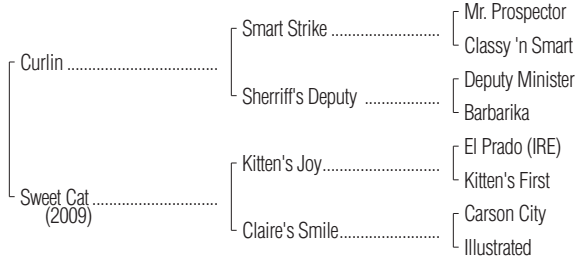 Mr. Prospector
Smart Strike ......................
Classy 'n Smart
Curlin ..............................
Deputy Minister
Sherriff's Deputy ...............
Barbarika
El Prado (IRE)
Kitten's Joy........................
Kitten's First
Sweet Cat.........................
(2009)
Carson City
Claire's Smile....................
Illustrated